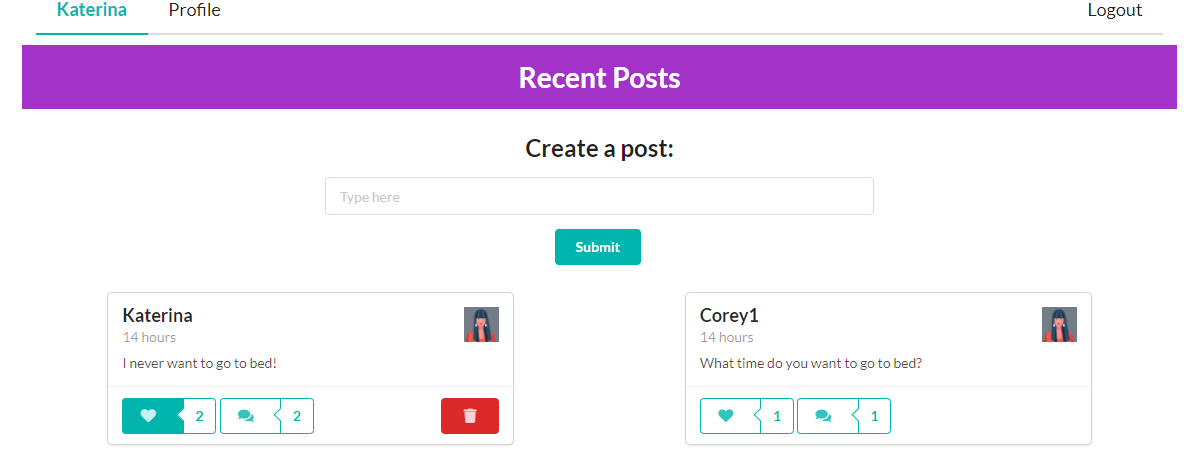 Katerina Profile Logout
Recent Posts
Create a post:
Type here
Submit
Katerina
14 hours
I never want to go to bed!
2 2
Corey1
14 hours
What time do you want to go to bed?
1 1